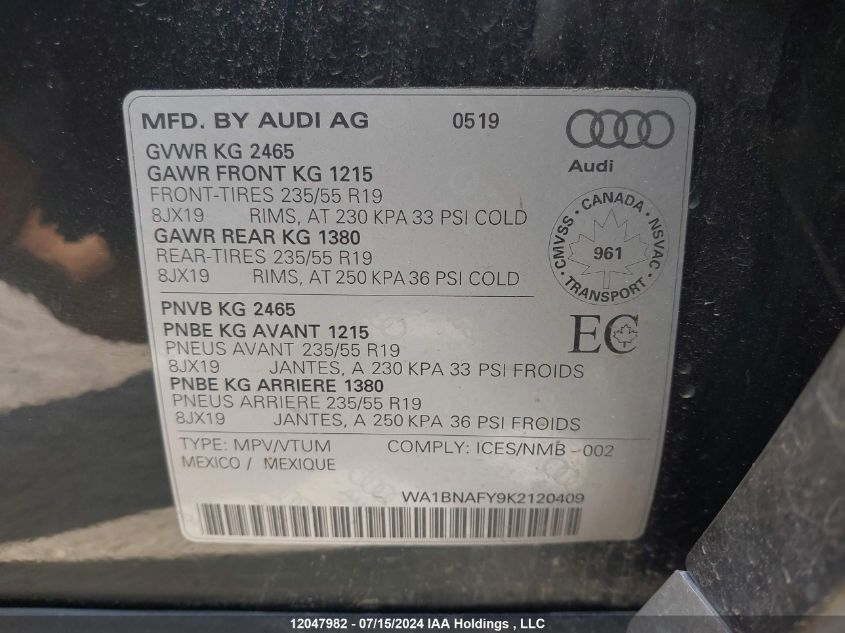 MFD. BY AUDI AG 0519
Audi
GVWR KG 2465
GAWR FRONT KG 1215
FRONT-TIRES 235/55 R19
8JX19 RIMS, AT 230 KPA 33 PSI COLD
GAWR REAR KG 1380
REAR-TIRES 235/55 R19
8JX19 RIMS, AT 250 KPA 36 PSI COLD
CMVSS · CANADA · NSVAC · TRANSPORT ·
961
PNVB KG 2465
PNBE KG AVANT 1215
PNEUS AVANT 235/55 R19
8JX19 JANTES, A 230 KPA 33 PSI FROIDS
PNBE KG ARRIERE 1380
PNEUS ARRIERE 235/55 R19
8JX19 JANTES, A 250 KPA 36 PSI FROIDS
EC
TYPE: MPV/VTUM COMPLY: ICES/NMB-002
MEXICO / MEXIQUE
WA1BNAFY9K2120409
12047982 - 07/15/2024 IAA Holdings , LLC